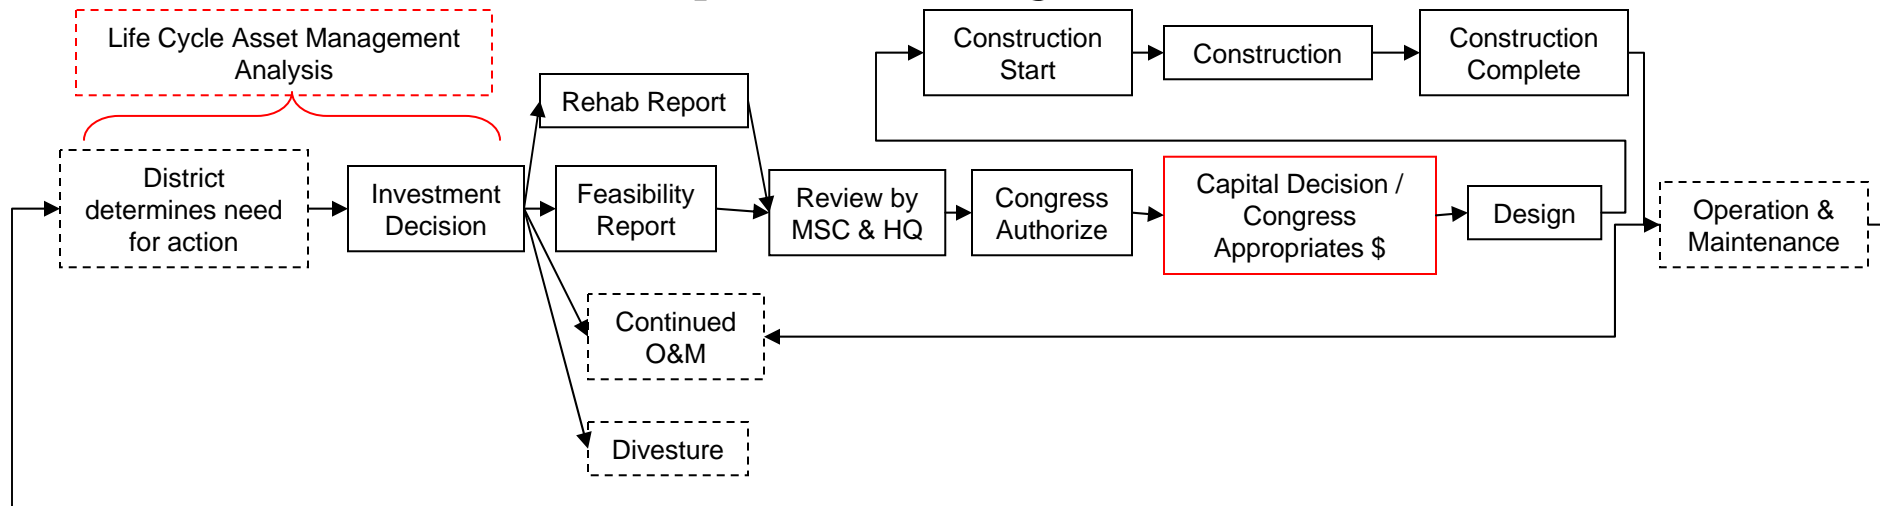 Life Cycle Asset Management
Analysis
Construction
Start
Construction
Construction
Complete
Rehab Report
District
determines need
for action
Investment
Decision
Feasibility
Report
Review by
MSC & HQ
Congress
Authorize
Capital Decision /
Congress
Appropriates $
Design
Operation &
Maintenance
Continued
O&M
Divesture